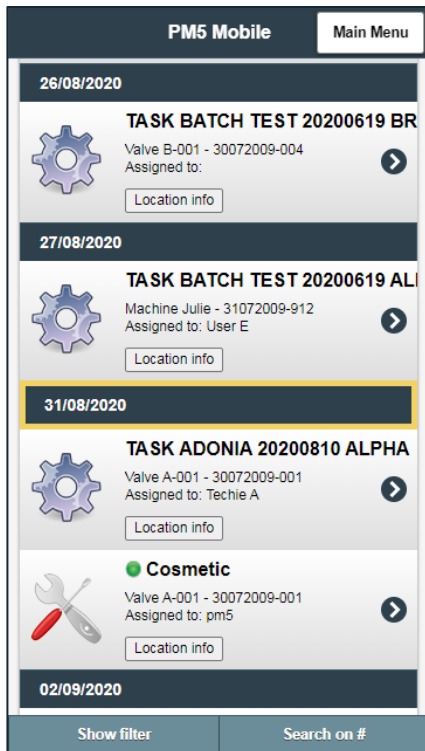 PM5 Mobile
Main Menu
26/08/2020
TASK BATCH TEST 20200619 BR
Valve B-001 - 30072009-004
Assigned to:
Location info
27/08/2020
TASK BATCH TEST 20200619 AL
Machine Julie - 31072009-912
Assigned to: User E
Location info
31/08/2020
TASK ADONIA 20200810 ALPHA
Valve A-001 - 30072009-001
Assigned to: Techie A
Location info
Cosmetic
Valve A-001 - 30072009-001
Assigned to: pm5
Location info
02/09/2020
Show filter
Search on #